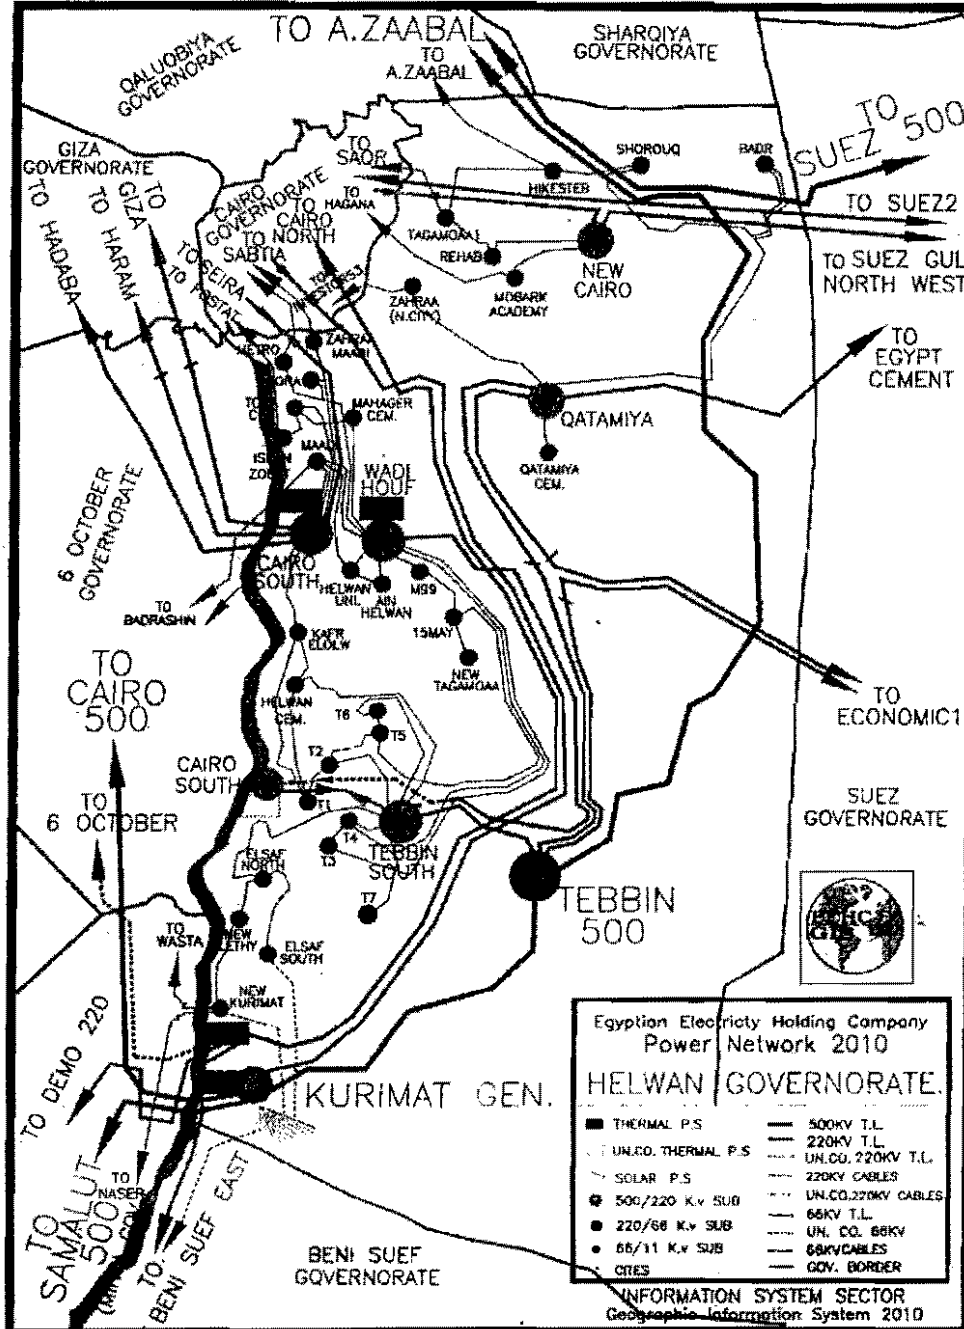 TO A.ZAABAL
SHARQIYA
GOVERNORATE
QALUOBIYA
GOVERNORATE
TO
A.ZAABAL
TO
SUEZ 500
GIZA
GOVERNORATE
TO
SAQR
SHOROUQ
BADR
HIKESTEB
TO
GIZA
TO HARAM
TO HADABA
CAIRO
GOVERNORATE
TO
HAGANA
TO
CAIRO
NORTH
TO
SABTIA
TAGAMOAA1
REHAB
NEW
CAIRO
MOBARK
ACADEMY
TO SUEZ2
TO SUEZ GUL
NORTH WEST
TO SEIRA
TO FOSTAT
TO
INVESTORS3
ZAHRAA
(N.CITY)
METRO
ZAHRAA
MAADI
TO
EGYPT
CEMENT
MAHAGER
CEM.
QATAMIYA
QATAMIYA
CEM.
MAADI
WADI
HOUF
6 OCTOBER
GOVERNORATE
CAIRO
SOUTH
HELWAN
UNI.
AIN
HELWAN
M99
15MAY
NEW
TAGAMOAA
TO
BADRASHIN
KAFR
ELOLW
HELWAN
CEM.
TO
CAIRO
500
T6
T5
T2
TO
ECONOMIC1
CAIRO
SOUTH
T1
T4
T3
TEBBIN
SOUTH
TO
6 OCTOBER
SUEZ
GOVERNORATE
ELSAF
NORTH
T7
TEBBIN
500
TO
WASTA
NEW
ELSAF
SOUTH
NEW
KURIMAT
TO DEMO 220
KURIMAT GEN.
TO
NASER
TO
SAMALUT
500
TO
BENI SUEF EAST
BENI SUEF
GOVERNORATE
Egyption Electricty Holding Company
Power Network 2010
HELWAN GOVERNORATE.
THERMAL P.S
UN.CO. THERMAL P.S
SOLAR P.S
500/220 K.v SUB
220/66 K.v SUB
66/11 K.v SUB
CITES
500KV T.L.
220KV T.L.
UN.CO. 220KV T.L.
220KV CABLES
UN.CO.220KV CABLES
66KV T.L.
UN. CO. 66KV
66KVCABLES
GOV. BORDER
INFORMATION SYSTEM SECTOR
Geographic Information System 2010